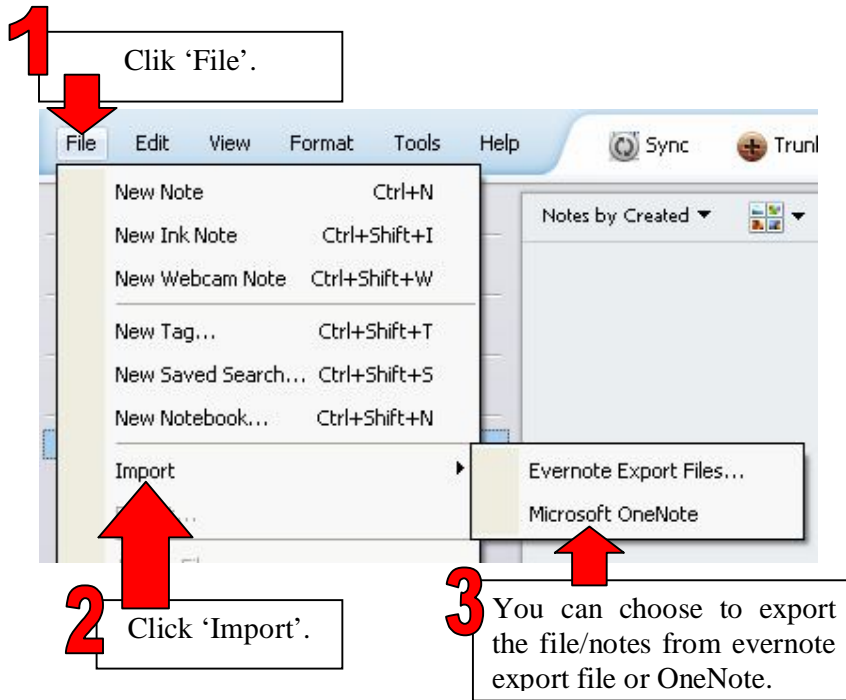 1
Clik ‘File’.
File Edit View Format Tools Help Sync
New Note Ctrl+N
Notes by Created
New Ink Note Ctrl+Shift+I
New Webcam Note Ctrl+Shift+W
New Tag... Ctrl+Shift+T
New Saved Search... Ctrl+Shift+S
New Notebook... Ctrl+Shift+N
Import
Evernote Export Files...
Microsoft OneNote
2
Click ‘Import’.
3
You can choose to export
the file/notes from evernote
export file or OneNote.